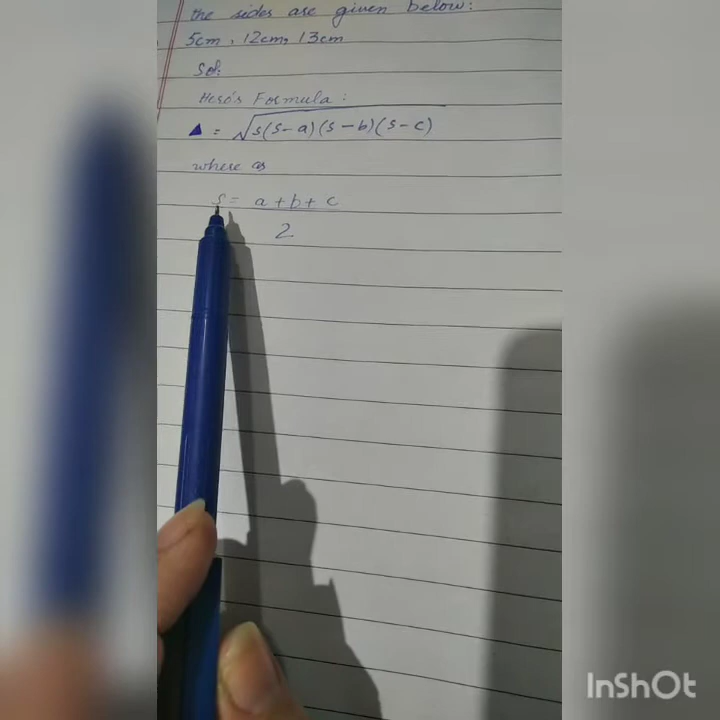 the sides are given below:
5cm, 12cm, 13cm
Sol:
Hero's Formula:
▲ = √s(s-a)(s-b)(s-c)
where as
s = a+b+c
2
InShOt